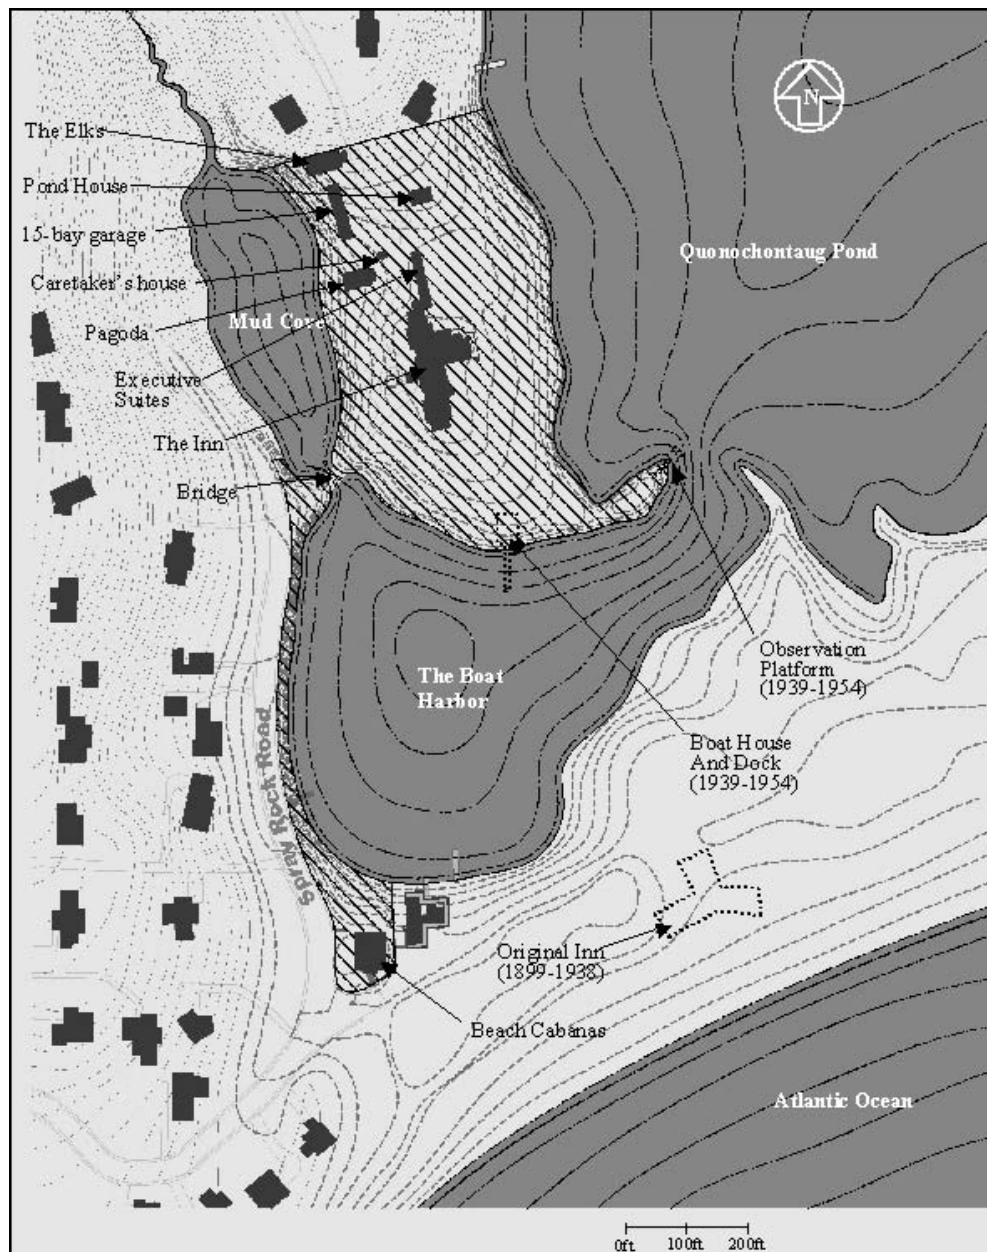 N
The Elks
Pond House
15-bay garage
Quonochontaug Pond
Caretaker's house
Mud Cove
Pagoda
Executive
Suites
The Inn
Bridge
Observation
Platform
(1939-1954)
The Boat
Harbor
Spray Rock Road
Boat House
And Dock
(1939-1954)
Original Inn
(1899-1938)
Beach Cabanas
Atlantic Ocean
0ft 100ft 200ft